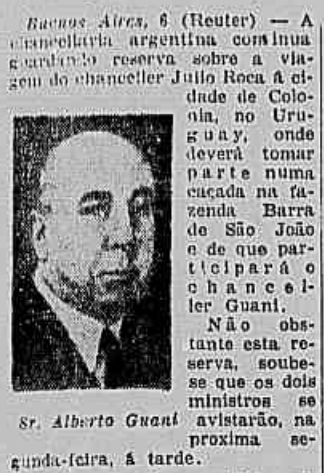 Buenos Aires, 6 (Reuter) — A
chancellaria argentina continua
guardando reserva sobre a via-
gem do chanceller Julio Roca á ci-
dade de Colo-
nia, no Uru-
guay, onde
deverá tomar
parte numa
caçada na fa-
zenda Barra
de São João
e de que par-
ticipará o
chancel-
ler Guani.
Não obs-
tante esta re-
serva, soube-
se que os dois
ministros se
avistarão, na
proxima se-
gunda-feira, á tarde.
Sr. Alberto Guani